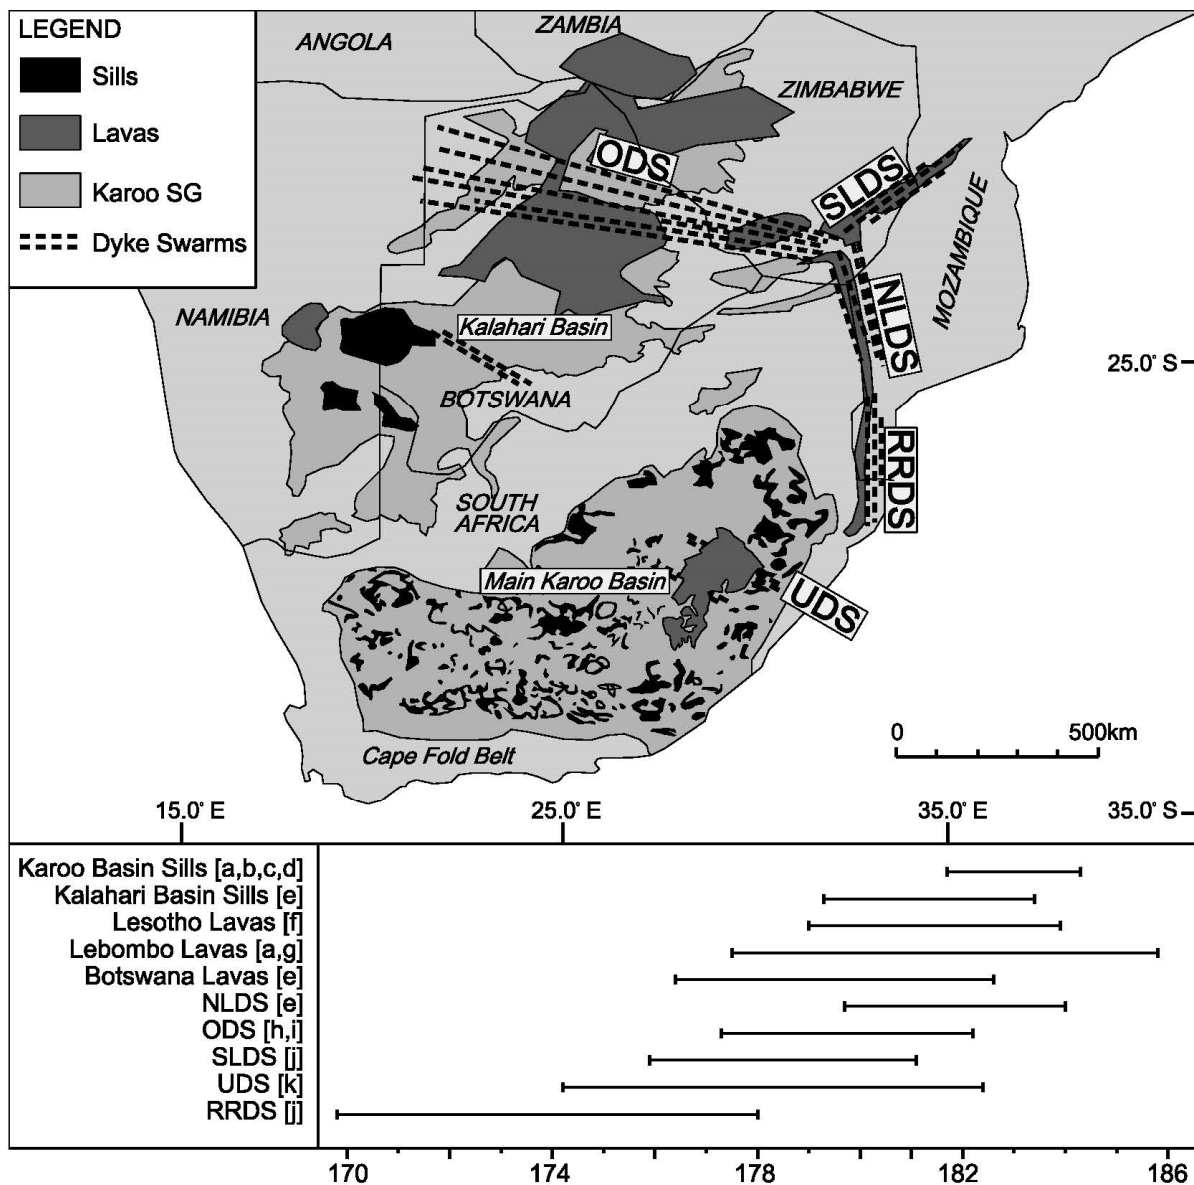 LEGEND
Sills
Lavas
Karoo SG
Dyke Swarms
ANGOLA
ZAMBIA
ZIMBABWE
ODS
SLDS
MOZAMBIQUE
NLDS
NAMIBIA
Kalahari Basin
25.0° S
BOTSWANA
RRDS
SOUTH
AFRICA
Main Karoo Basin
UDS
0 500km
Cape Fold Belt
15.0° E 25.0° E 35.0° E 35.0° S
Karoo Basin Sills [a,b,c,d]
Kalahari Basin Sills [e]
Lesotho Lavas [f]
Lebombo Lavas [a,g]
Botswana Lavas [e]
NLDS [e]
ODS [h,i]
SLDS [j]
UDS [k]
RRDS [j]
170 174 178 182 186